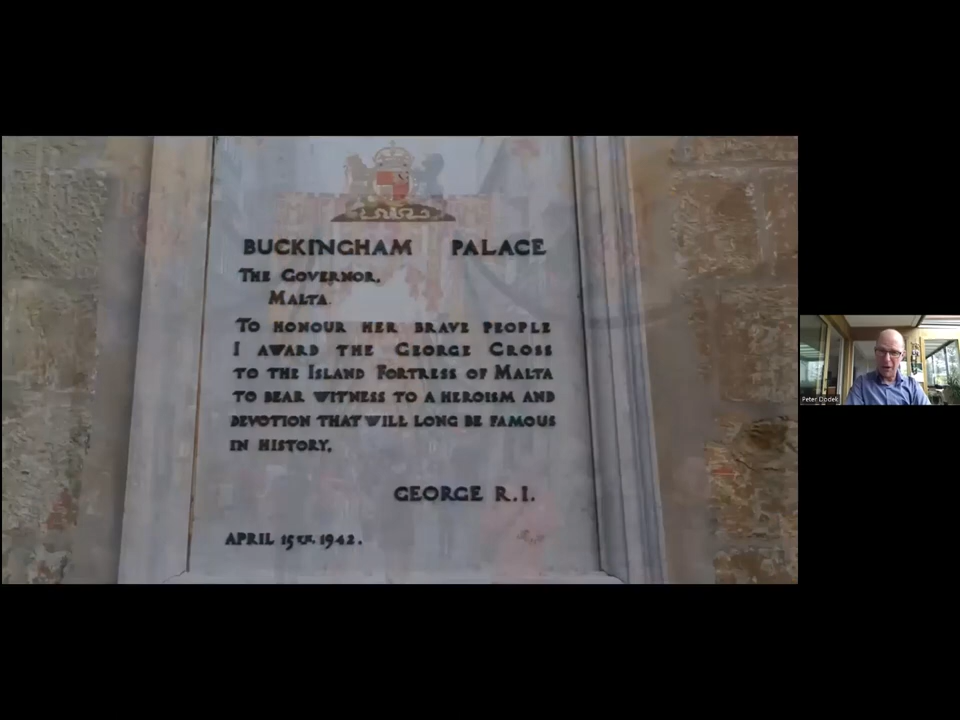 BUCKINGHAM PALACE
THE GOVERNOR.
MALTA.
TO HONOUR HER BRAVE PEOPLE
I AWARD THE GEORGE CROSS
TO THE ISLAND FORTRESS OF MALTA
TO BEAR WITNESS TO A HEROISM AND
DEVOTION THAT WILL LONG BE FAMOUS
IN HISTORY.
GEORGE R.I.
APRIL 15TH. 1942.
Peter Dodek